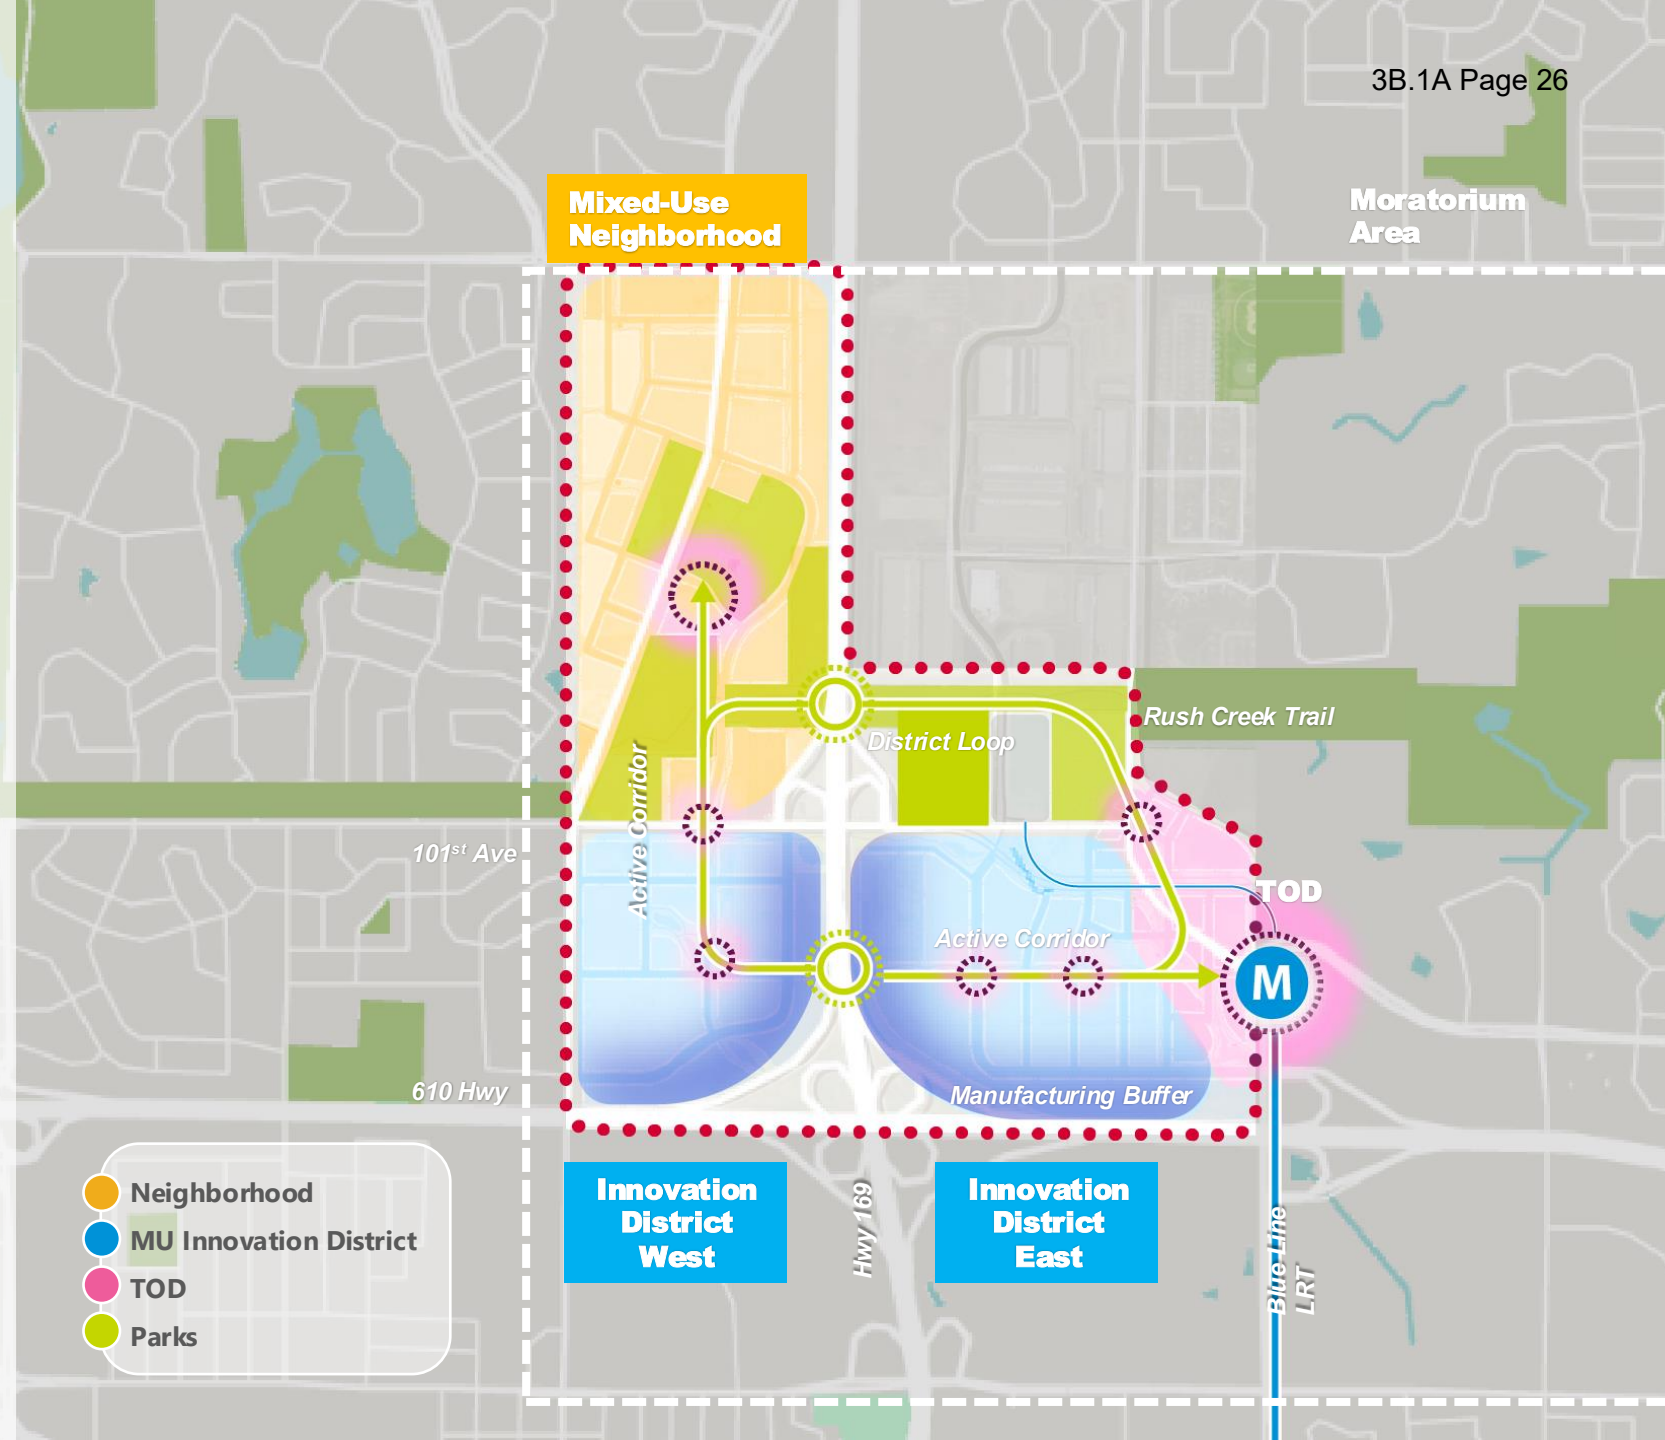 3B.1A Page 26
Mixed-Use
Neighborhood
Moratorium
Area
Rush Creek Trail
District Loop
Active Corridor
101st Ave
TOD
Active Corridor
M
610 Hwy
Manufacturing Buffer
Innovation
District
West
Hwy 169
Innovation
District
East
Blue Line
LRT
Neighborhood
MU Innovation District
TOD
Parks